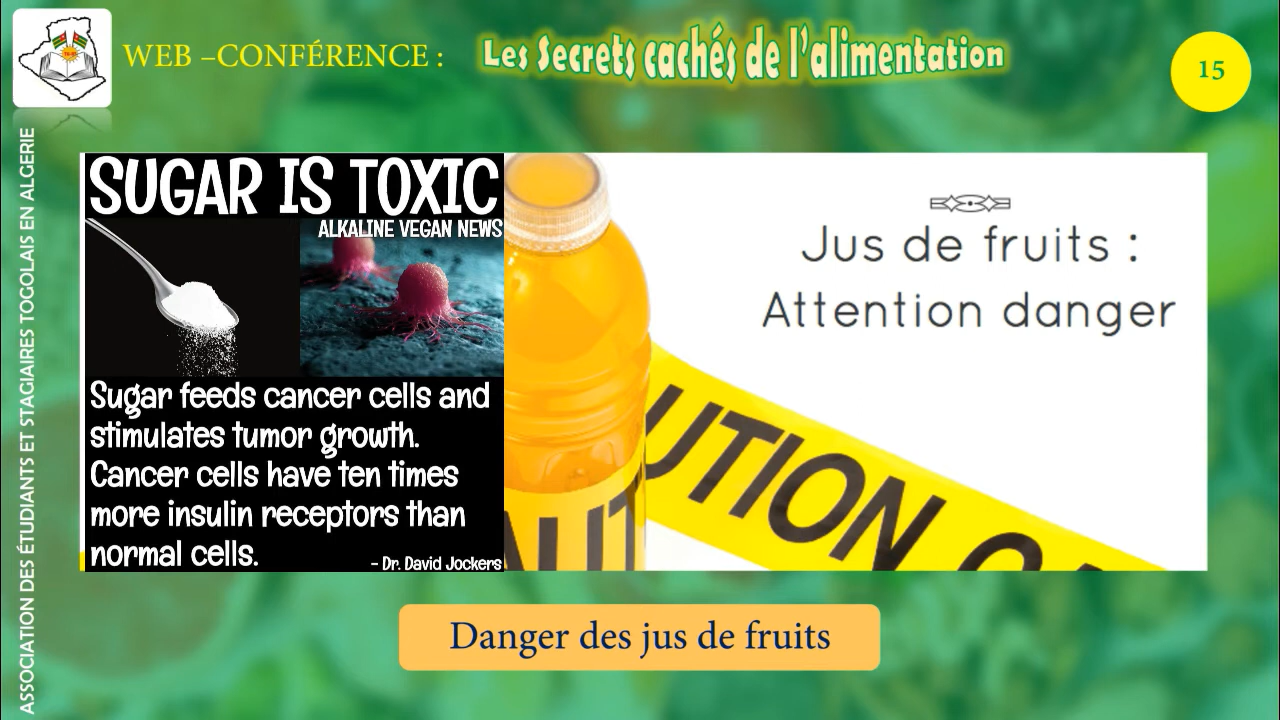 WEB –CONFÉRENCE :
Les Secrets cachés de l'alimentation
15
ASSOCIATION DES ÉTUDIANTS ET STAGIAIRES TOGOLAIS EN ALGERIE
SUGAR IS TOXIC
ALKALINE VEGAN NEWS
Sugar feeds cancer cells and
stimulates tumor growth.
Cancer cells have ten times
more insulin receptors than
normal cells.
– Dr. David Jockers
Jus de fruits :
Attention danger
UTION
Danger des jus de fruits